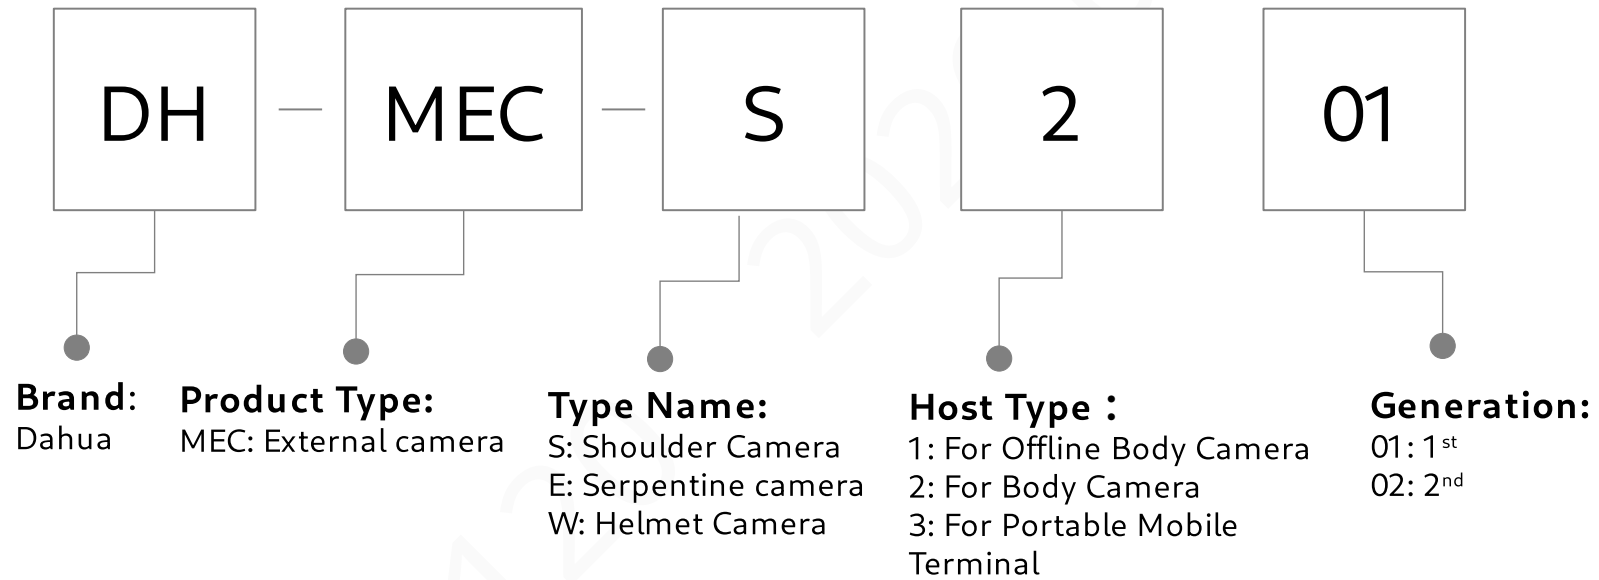 DH — MEC — S 2 01
Brand:
Dahua
Product Type:
MEC: External camera
Type Name:
S: Shoulder Camera
E: Serpentine camera
W: Helmet Camera
Host Type：
1: For Offline Body Camera
2: For Body Camera
3: For Portable Mobile
Terminal
Generation:
01: 1st
02: 2nd